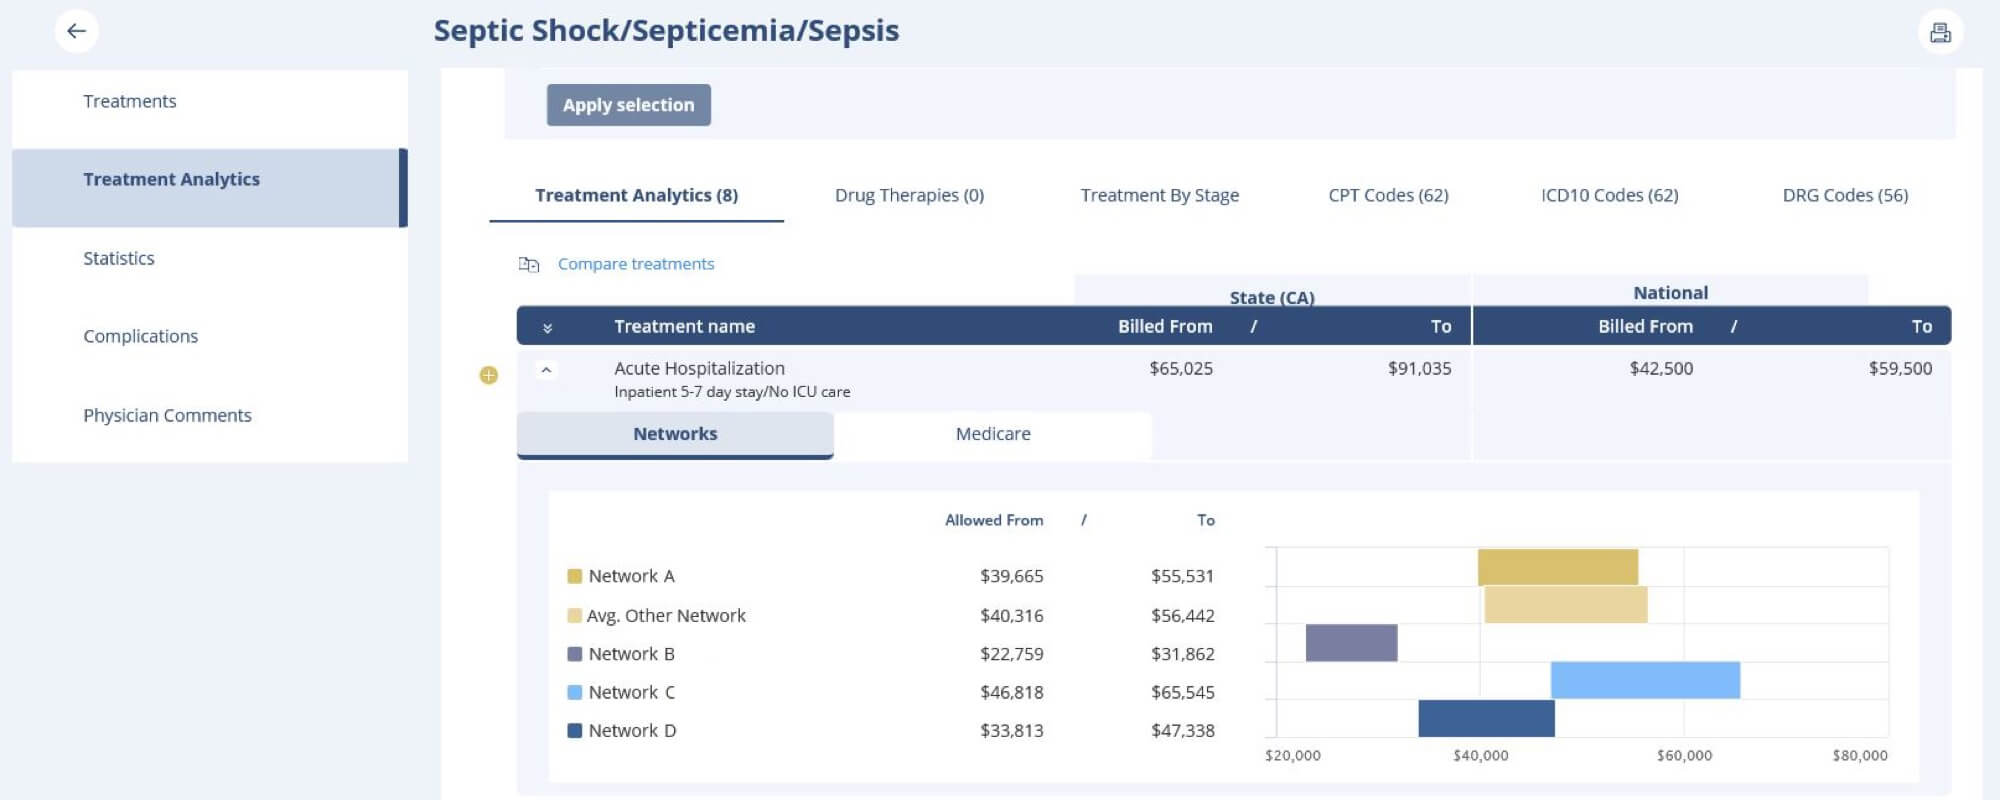 Septic Shock/Septicemia/Sepsis
Treatments
Treatment Analytics
Statistics
Complications
Physician Comments
Apply selection
Treatment Analytics (8) Drug Therapies (0) Treatment By Stage CPT Codes (62) ICD10 Codes (62) DRG Codes (56)
Compare treatments
State (CA) National
Treatment name Billed From / To Billed From / To
Acute Hospitalization $65,025 $91,035 $42,500 $59,500
Inpatient 5-7 day stay/No ICU care
Networks Medicare
Allowed From / To
Network A $39,665 $55,531
Avg. Other Network $40,316 $56,442
Network B $22,759 $31,862
Network C $46,818 $65,545
Network D $33,813 $47,338
$20,000 $40,000 $60,000 $80,000